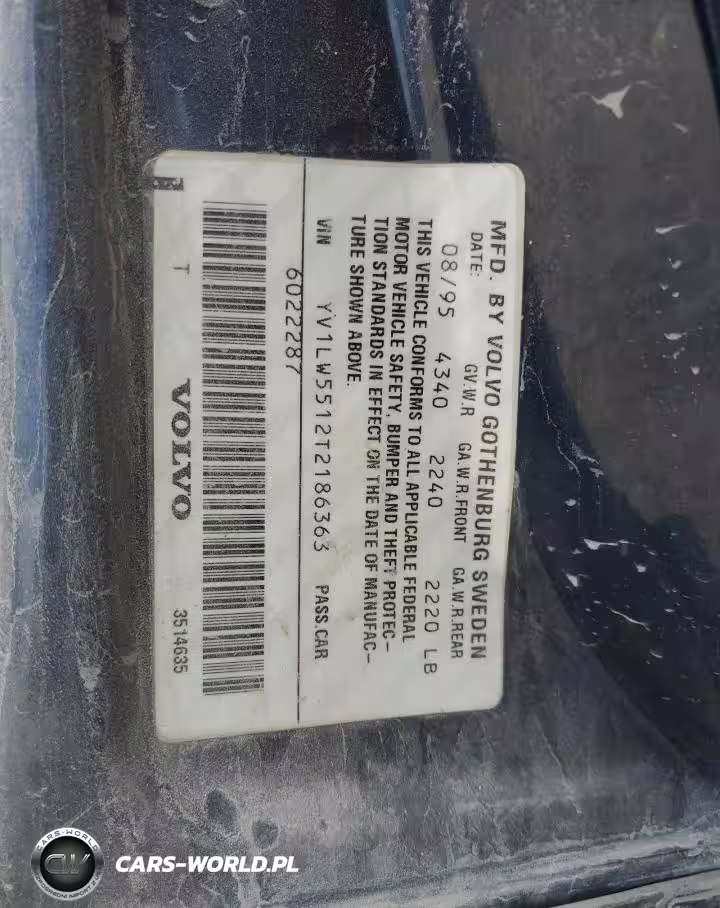 MFD. BY VOLVO GOTHENBURG SWEDEN
DATE: GV.W.R GA.W.R.FRONT GA.W.R.REAR
08/95 4340 2240 2220 LB
THIS VEHICLE CONFORMS TO ALL APPLICABLE FEDERAL
MOTOR VEHICLE SAFETY, BUMPER AND THEFT PROTEC-
TION STANDARDS IN EFFECT ON THE DATE OF MANUFAC-
TURE SHOWN ABOVE.
VIN YV1LW5512T2186363 PASS.CAR
6022287
T VOLVO 3514635
CARS-WORLD
CARS-WORLD.PL